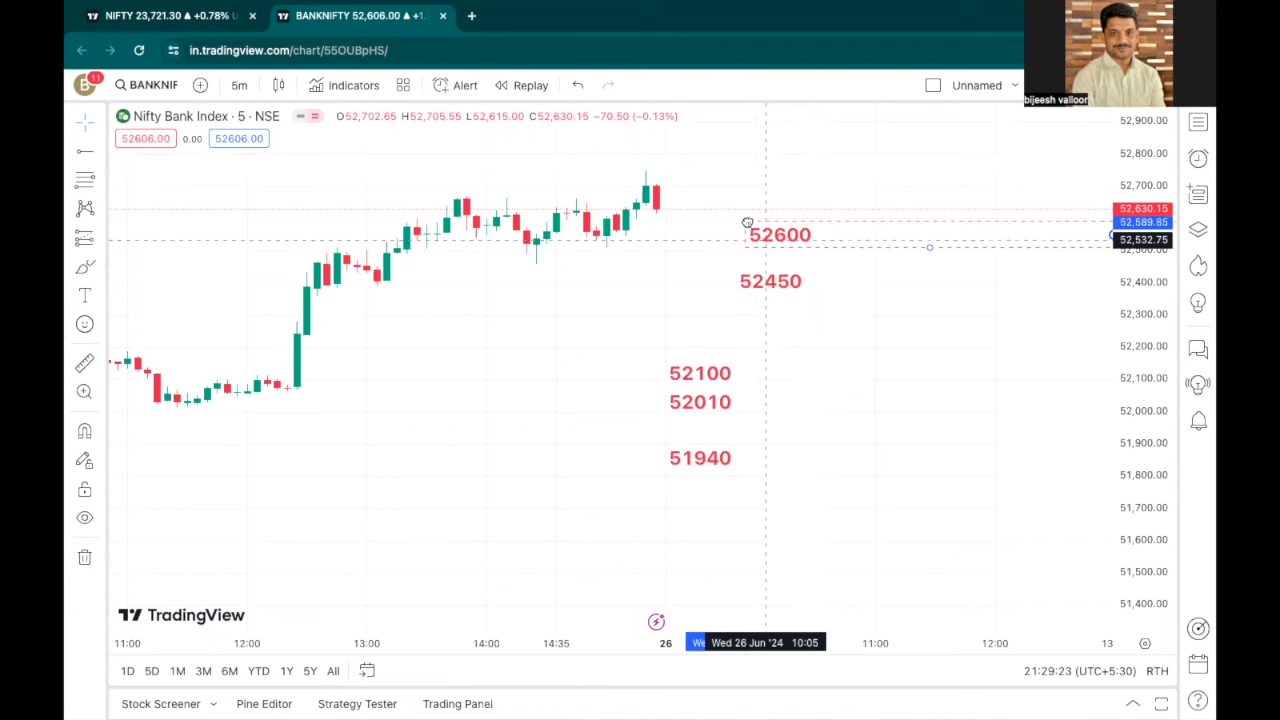 NIFTY 23,721.30 ▲ +0.78%
BANKNIFTY 52,606.00 ▲ +1.
in.tradingview.com/chart/55OUBpHS/
B
11
BANKNIF
5m
Indicators
Alert
Replay
Unnamed
bijeesh valloor
Nifty Bank Index · 5 · NSE
O52,702.65 H52,705.55 L52,615.00 C52,630.15 −70.50 (−0.13%)
52606.00
0.00
52606.00
52,900.00
52,800.00
52,700.00
52,630.15
52,589.85
52,532.75
52,500.00
52,400.00
52,300.00
52,200.00
52,100.00
52,000.00
51,900.00
51,800.00
51,700.00
51,600.00
51,500.00
51,400.00
52600
52450
52100
52010
51940
TradingView
11:00
12:00
13:00
14:00
14:35
26
We
Wed 26 Jun '24 10:05
11:00
12:00
13
1D 5D 1M 3M 6M YTD 1Y 5Y All
21:29:23 (UTC+5:30) RTH
Stock Screener
Pine Editor
Strategy Tester
Trading Panel